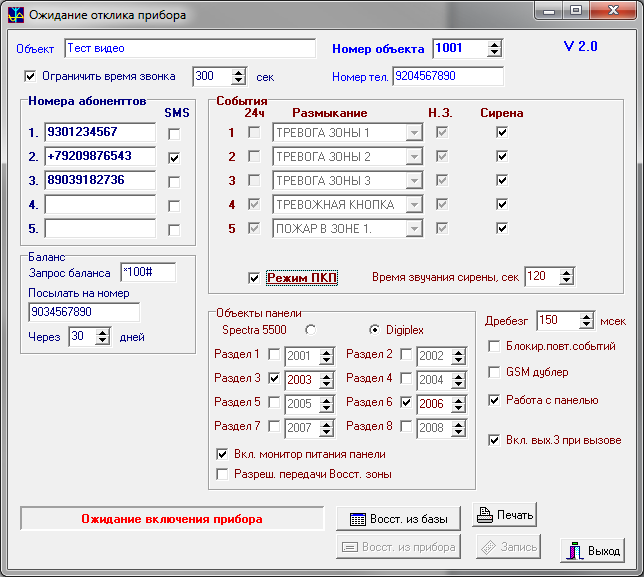 Ожидание отклика прибора
Объект Тест видео Номер объекта 1001 V 2.0
Ограничить время звонка 300 сек Номер тел. 9204567890
Номера абоненттов SMS
1. 9301234567
2. +79209876543
3. 89039182736
4.
5.
События
24ч Размыкание Н.З. Сирена
1 ТРЕВОГА ЗОНЫ 1
2 ТРЕВОГА ЗОНЫ 2
3 ТРЕВОГА ЗОНЫ 3
4 ТРЕВОЖНАЯ КНОПКА
5 ПОЖАР В ЗОНЕ 1.
Режим ПКП Время звучания сирены, сек 120
Баланс
Запрос баланса *100#
Посылать на номер
9034567890
Через 30 дней
Объекты панели
Spectra 5500 Digiplex
Раздел 1 2001 Раздел 2 2002
Раздел 3 2003 Раздел 4 2004
Раздел 5 2005 Раздел 6 2006
Раздел 7 2007 Раздел 8 2008
Вкл. монитор питания панели
Разреш. передачи Восст. зоны
Дребезг 150 мсек
Блокир.повт.событий
GSM дублер
Работа с панелью
Вкл. вых.3 при вызове
Ожидание включения прибора
Восст. из базы Печать
Восст. из прибора Запись Выход